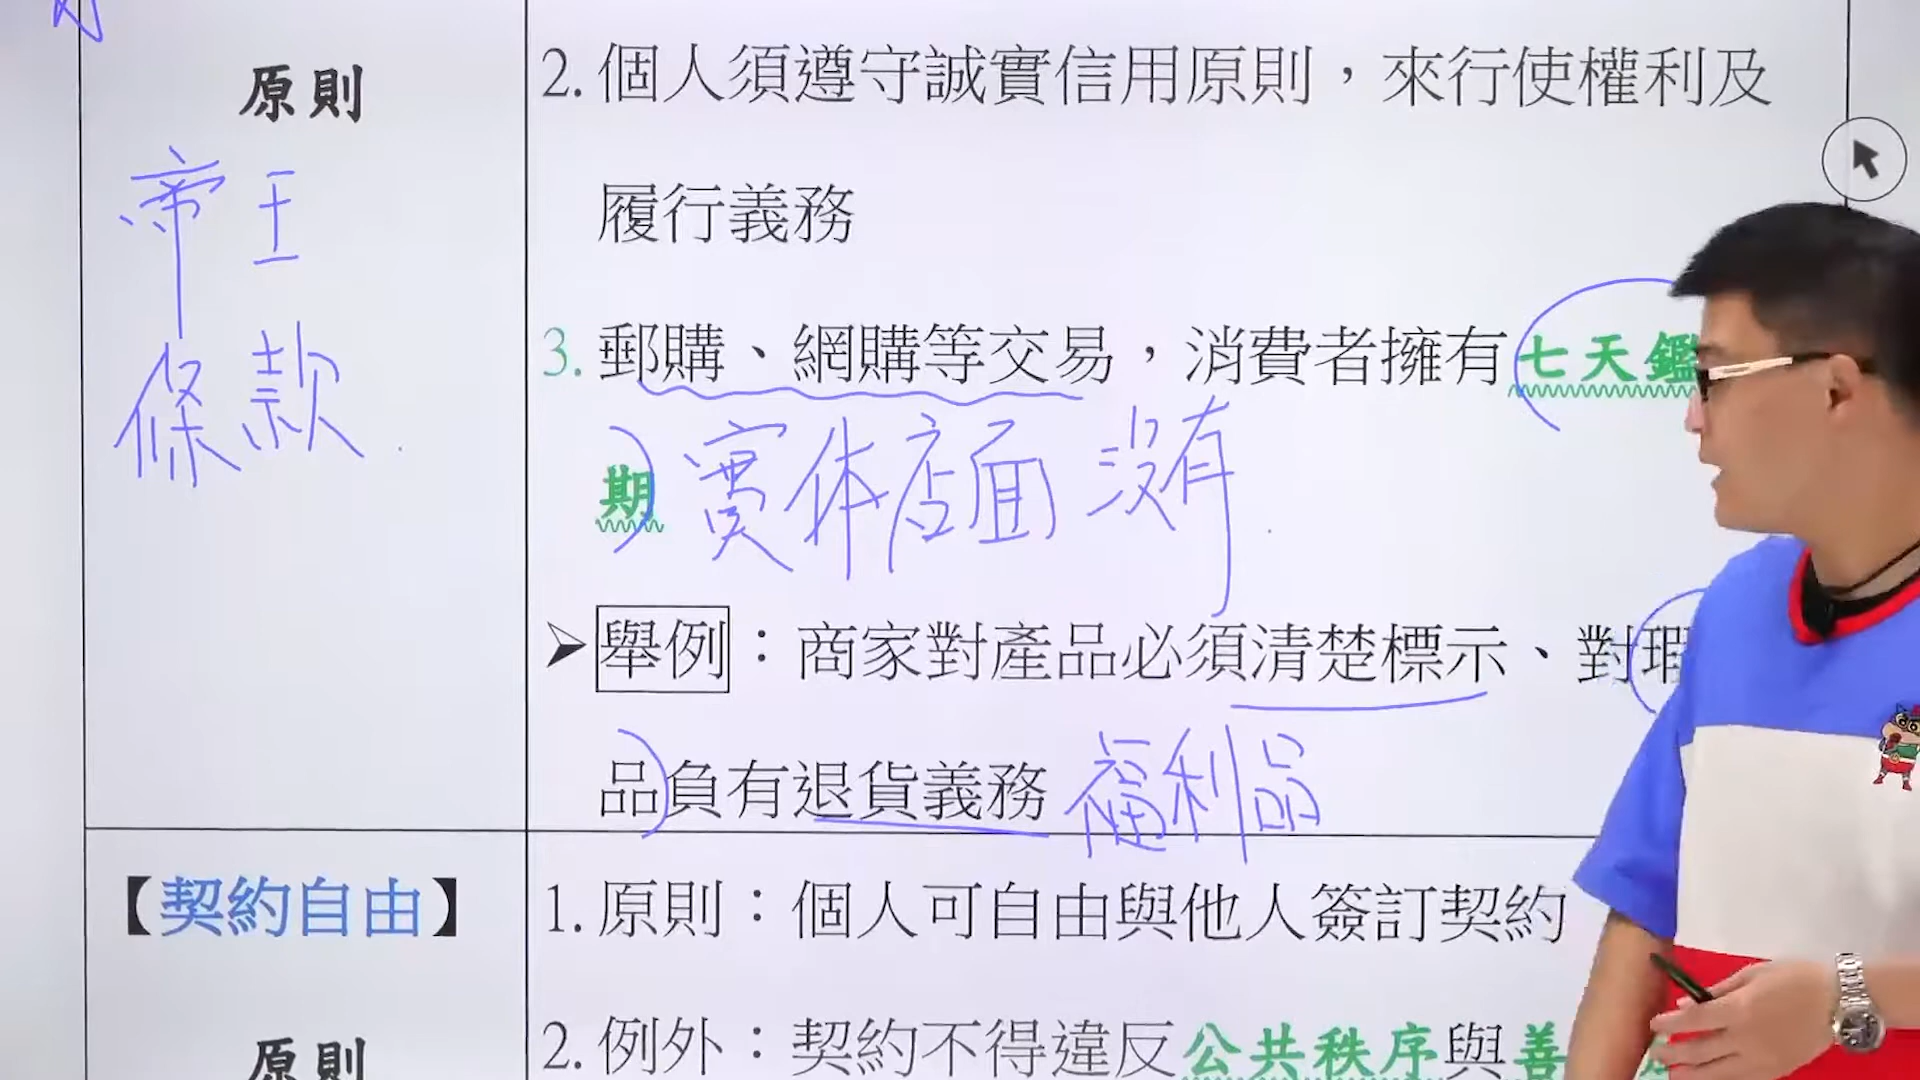 原則
帝王
條款
2. 個人須遵守誠實信用原則，來行使權利及
履行義務
3. 郵購、網購等交易，消費者擁有七天鑑
期 實体店面 沒有
➢ 舉例：商家對產品必須清楚標示、對瑕
品負有退貨義務 福利品
【契約自由】
原則
1. 原則：個人可自由與他人簽訂契約
2. 例外：契約不得違反公共秩序與善